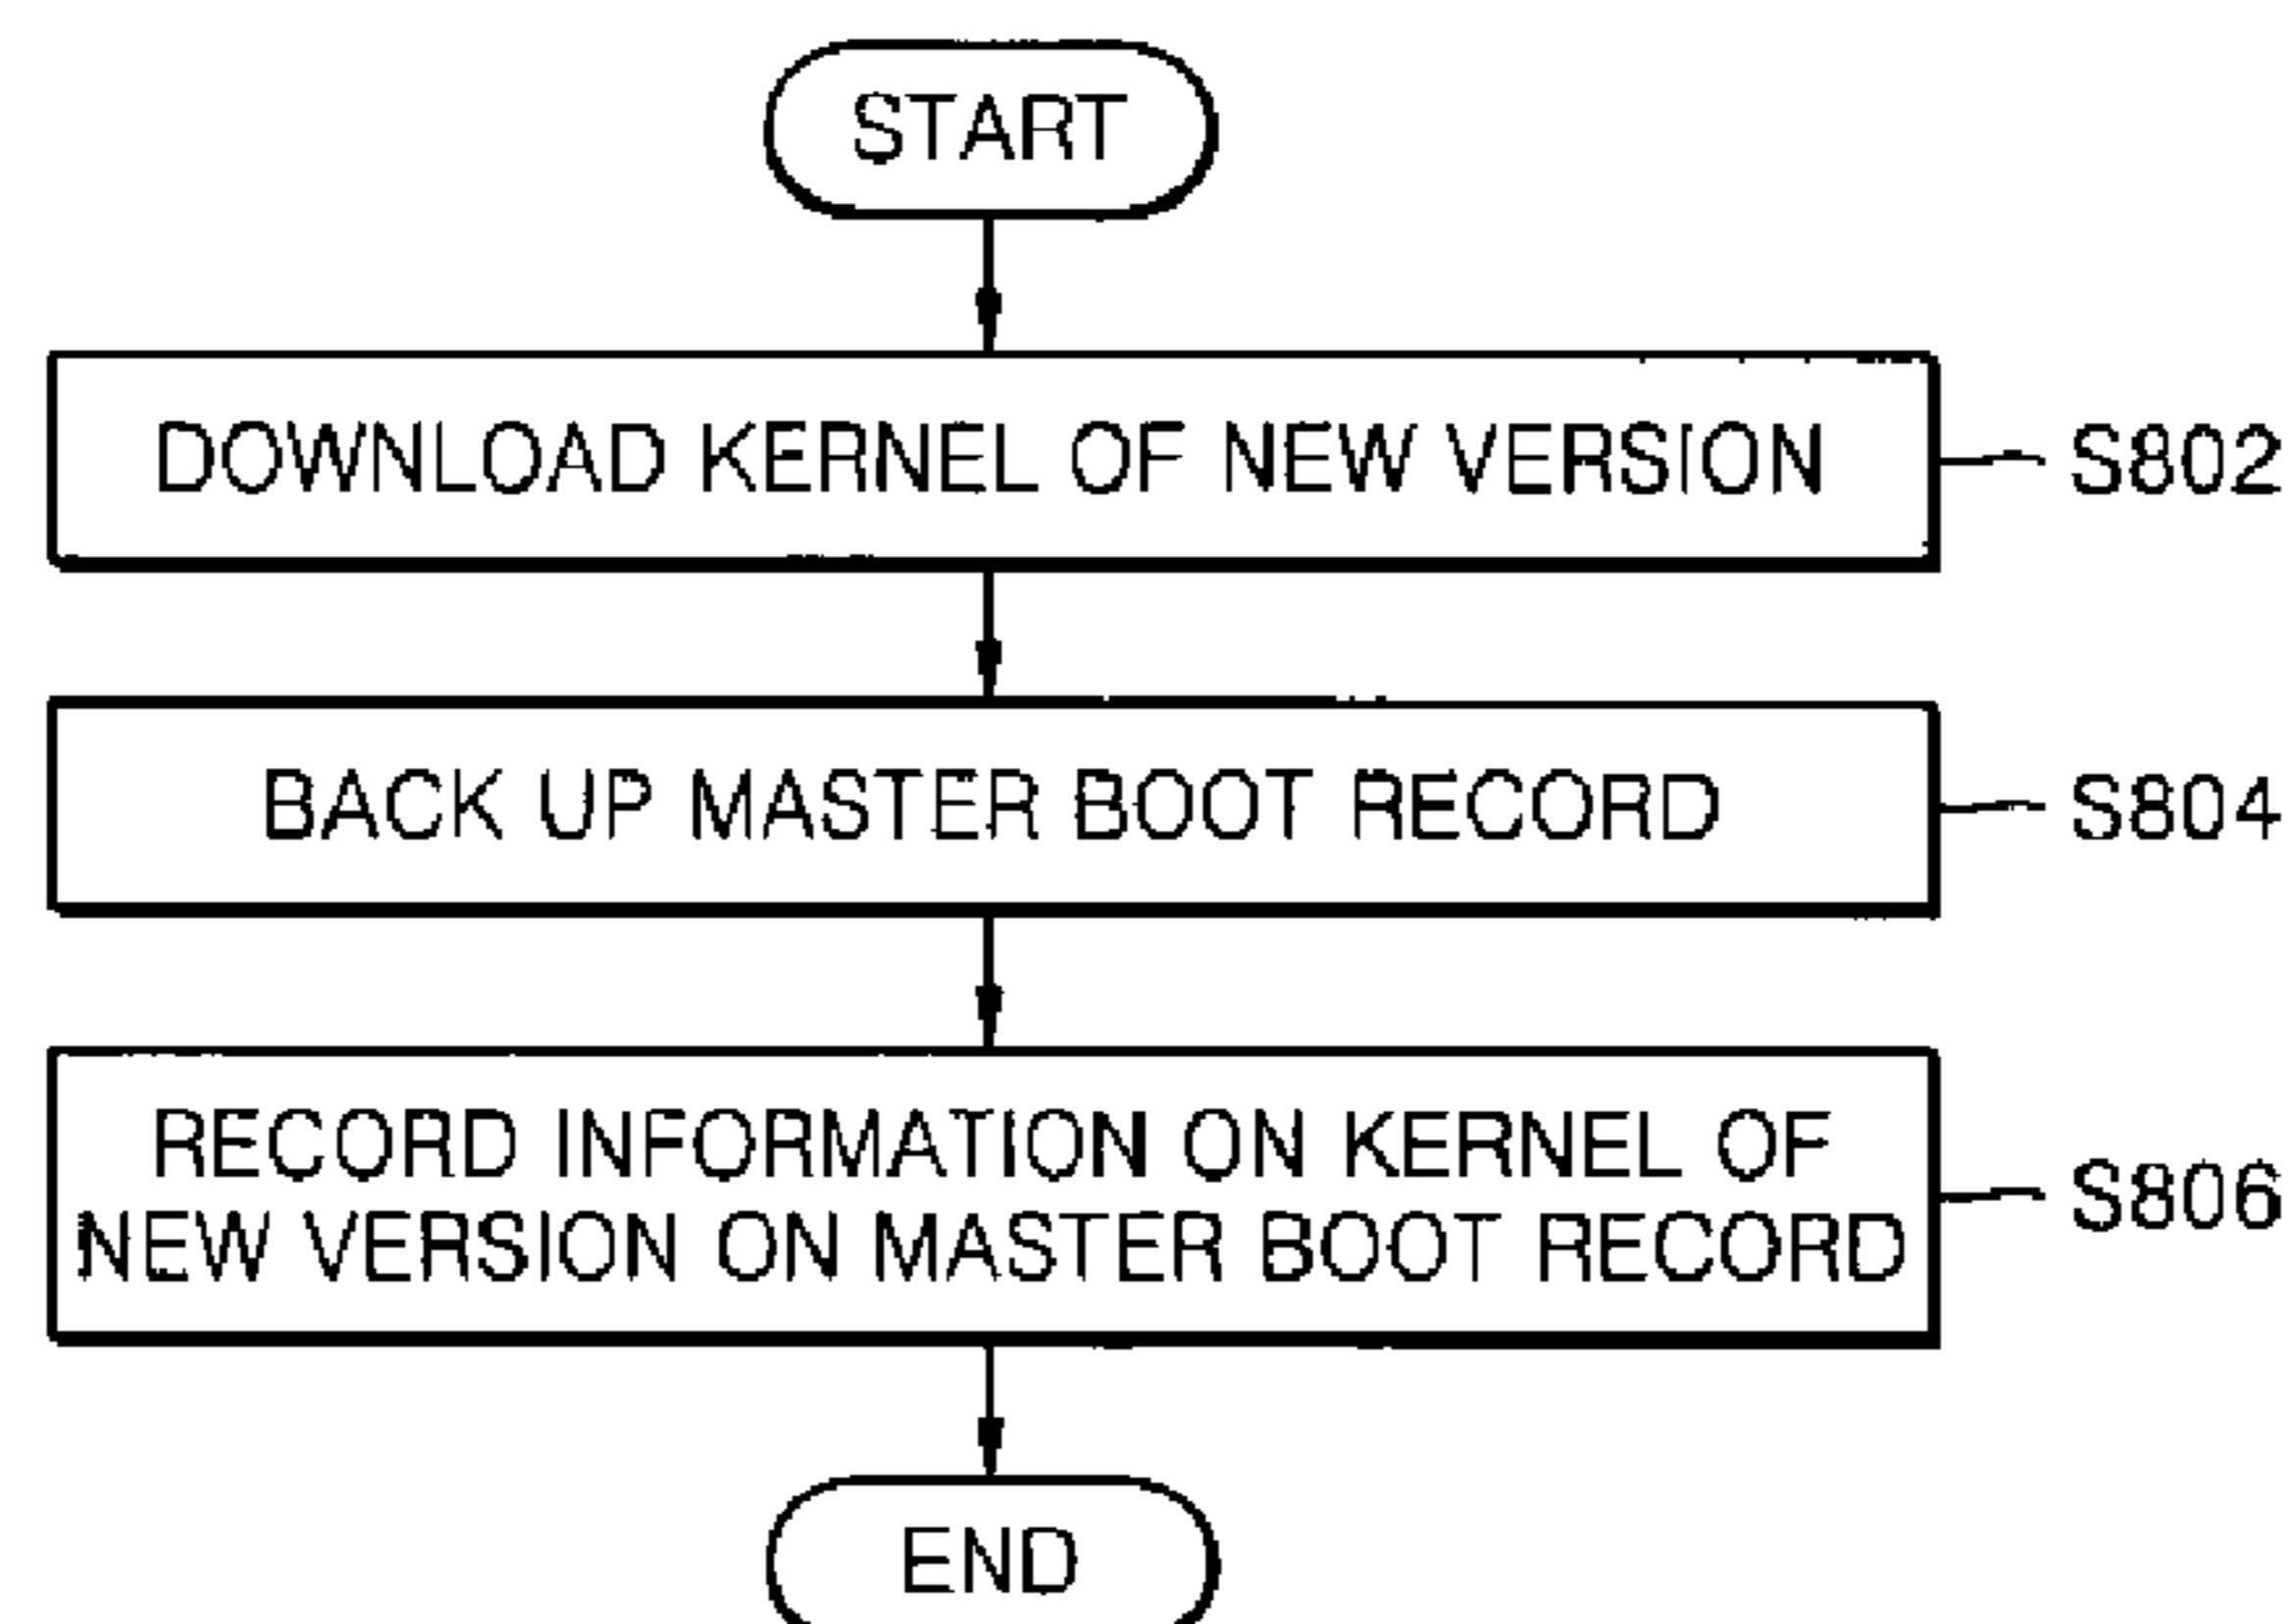 START
DOWNLOAD KERNEL OF NEW VERSION
S802
BACK UP MASTER BOOT RECORD
S804
RECORD INFORMATION ON KERNEL OF
NEW VERSION ON MASTER BOOT RECORD
S806
END